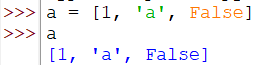 >>> a = [1, 'a', False]
>>> a
[1, 'a', False]